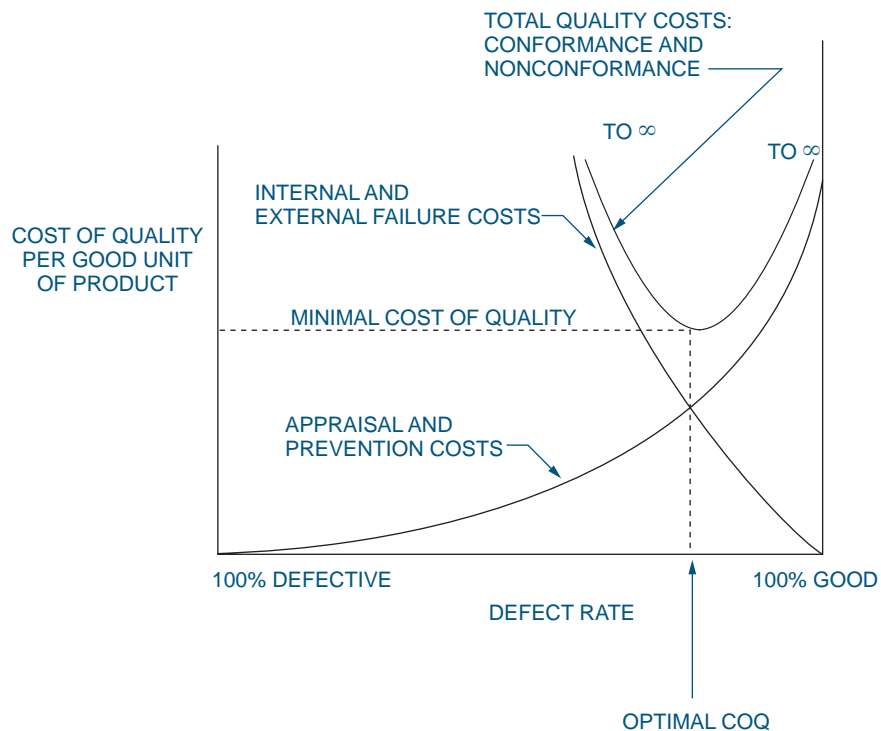 TOTAL QUALITY COSTS:
CONFORMANCE AND
NONCONFORMANCE
TO ∞
TO ∞
INTERNAL AND
EXTERNAL FAILURE COSTS
COST OF QUALITY
PER GOOD UNIT
OF PRODUCT
MINIMAL COST OF QUALITY
APPRAISAL AND
PREVENTION COSTS
100% DEFECTIVE
100% GOOD
DEFECT RATE
OPTIMAL COQ